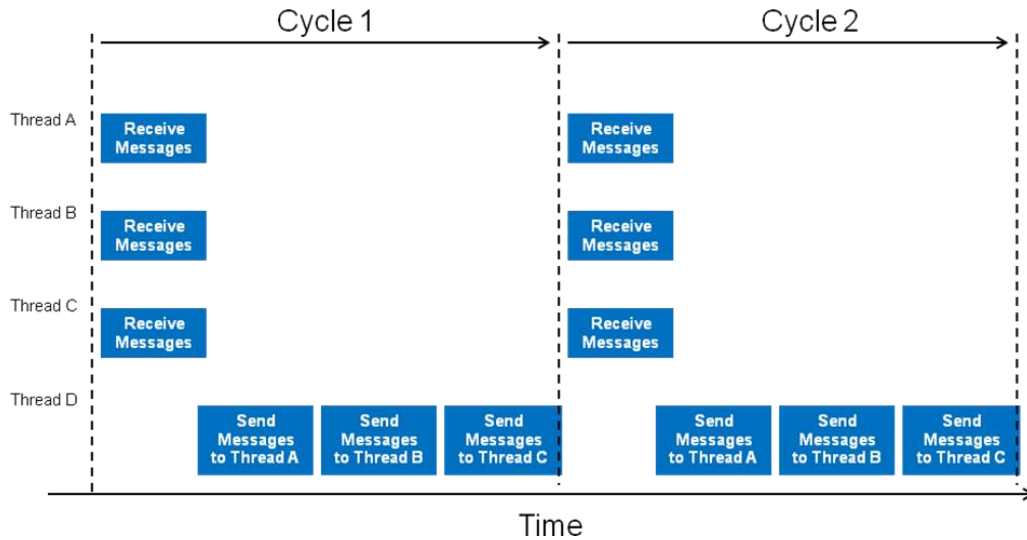 Cycle 1
Cycle 2
Thread A
Receive
Messages
Receive
Messages
Thread B
Receive
Messages
Receive
Messages
Thread C
Receive
Messages
Receive
Messages
Thread D
Send
Messages
to Thread A
Send
Messages
to Thread B
Send
Messages
to Thread C
Send
Messages
to Thread A
Send
Messages
to Thread B
Send
Messages
to Thread C
Time